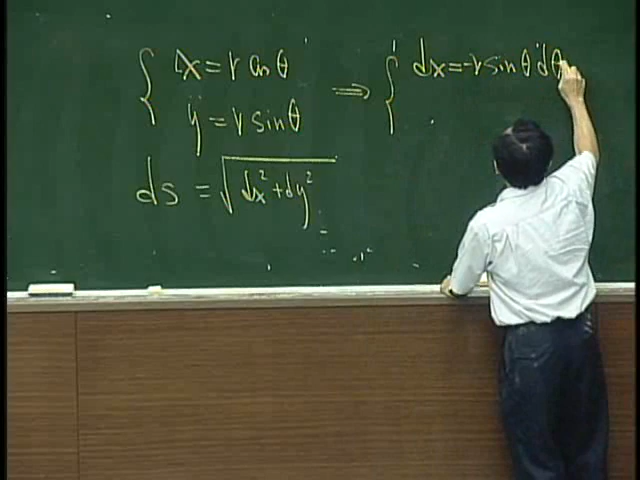 x = r cos θ
y = r sin θ
ds = √dx² + dy²
⇒ { dx = -r sin θ dθ